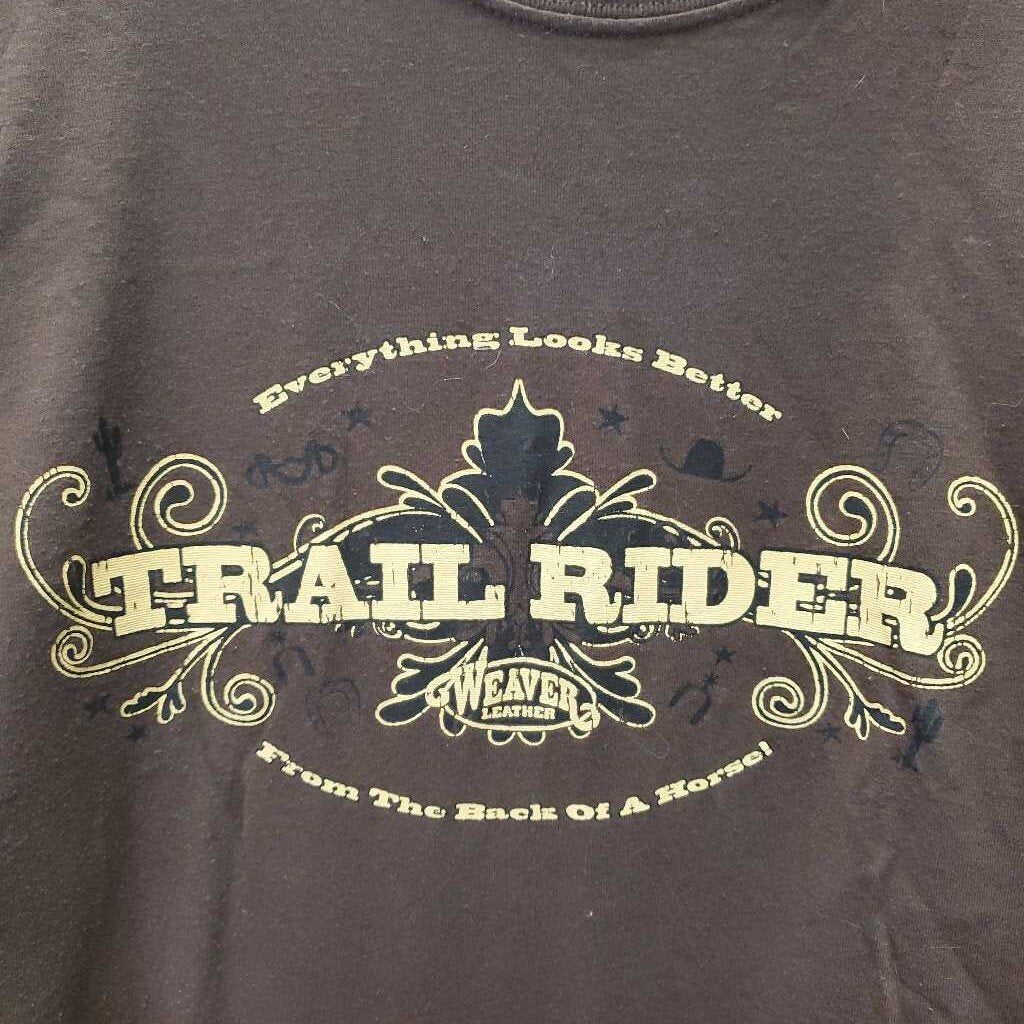 Everything Looks Better
TRAIL RIDER
WEAVER
LEATHER
From The Back Of A Horse!